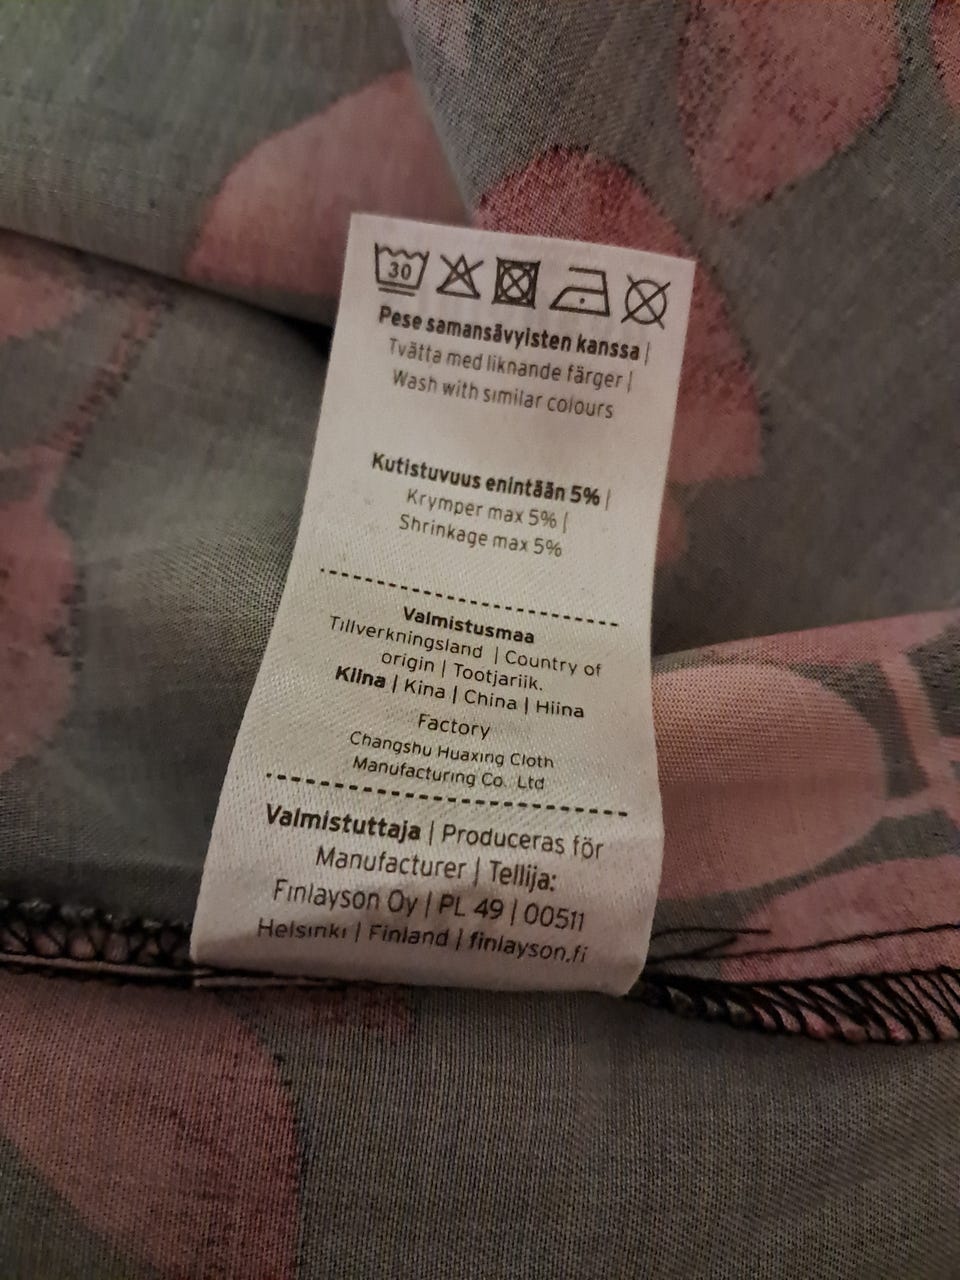 30
Pese samansävyisten kanssa |
Tvätta med liknande färger |
Wash with similar colours
Kutistuvuus enintään 5% |
Krymper max 5% |
Shrinkage max 5%
Valmistusmaa
Tillverkningsland | Country of
origin | Tootjariik.
Kiina | Kina | China | Hiina
Factory
Changshu Huaxing Cloth
Manufacturing Co. Ltd
Valmistuttaja | Produceras för
Manufacturer | Tellija:
Finlayson Oy | PL 49 | 00511
Helsinki | Finland | finlayson.fi